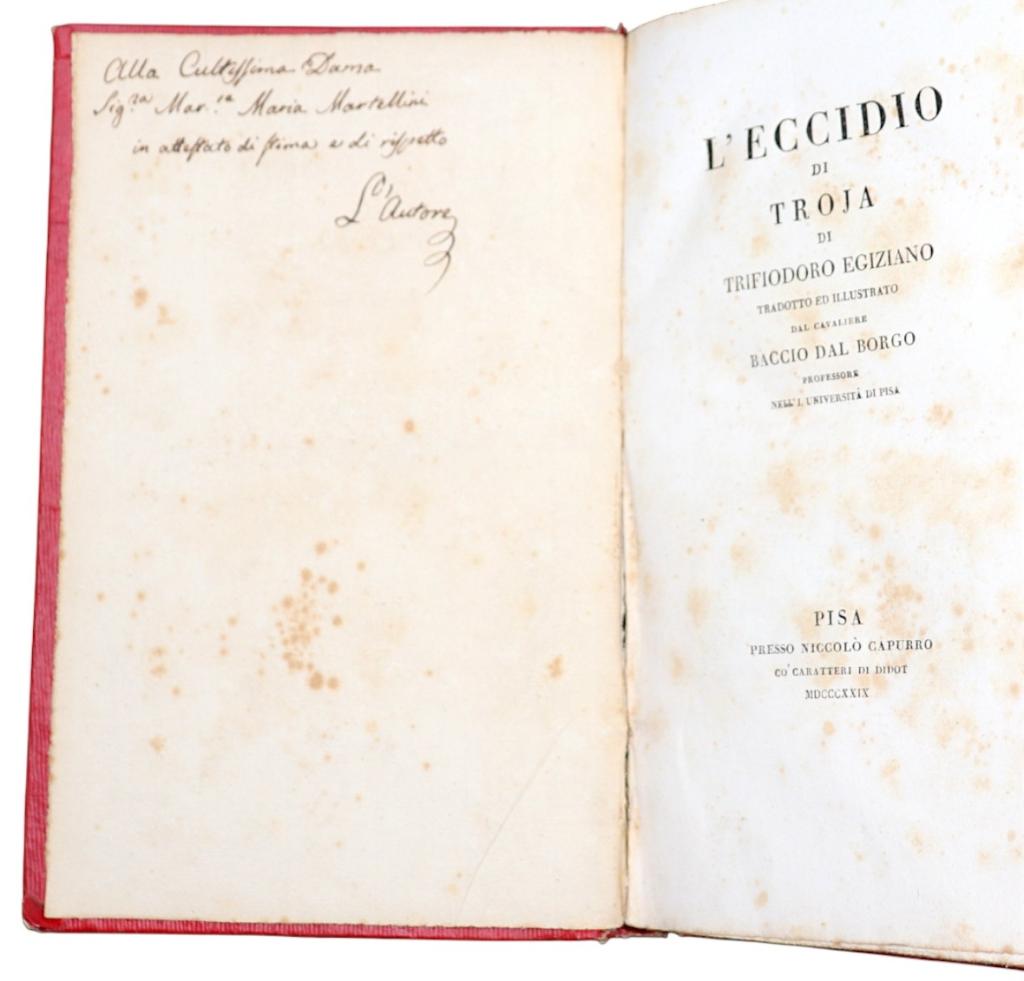 Alla Cultissima Dama
Sig.ra Mar.sa Maria Martellini
in attestato di stima e di rispetto
L'Autore
L'ECCIDIO
DI
TROJA
DI
TRIFIODORO EGIZIANO
TRADOTTO ED ILLUSTRATO
DAL CAVALIERE
BACCIO DAL BORGO
PROFESSORE
NELL'I. UNIVERSITÀ DI PISA
PISA
PRESSO NICCOLÒ CAPURRO
CO' CARATTERI DI DIDOT
MDCCCXXIX